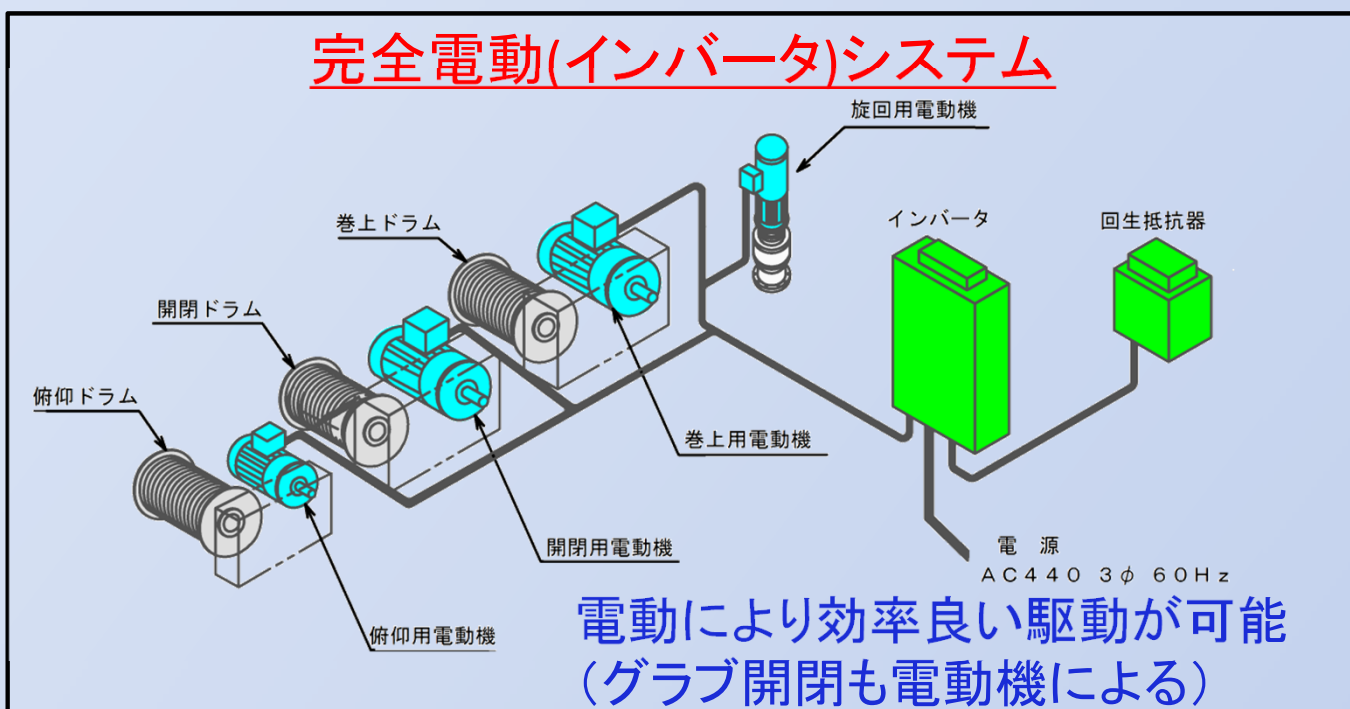 完全電動(インバータ)システム
旋回用電動機
巻上ドラム
インバータ
回生抵抗器
開閉ドラム
俯仰ドラム
巻上用電動機
開閉用電動機
電 源
AC440 3φ 60Hz
俯仰用電動機
電動により効率良い駆動が可能
(グラブ開閉も電動機による)